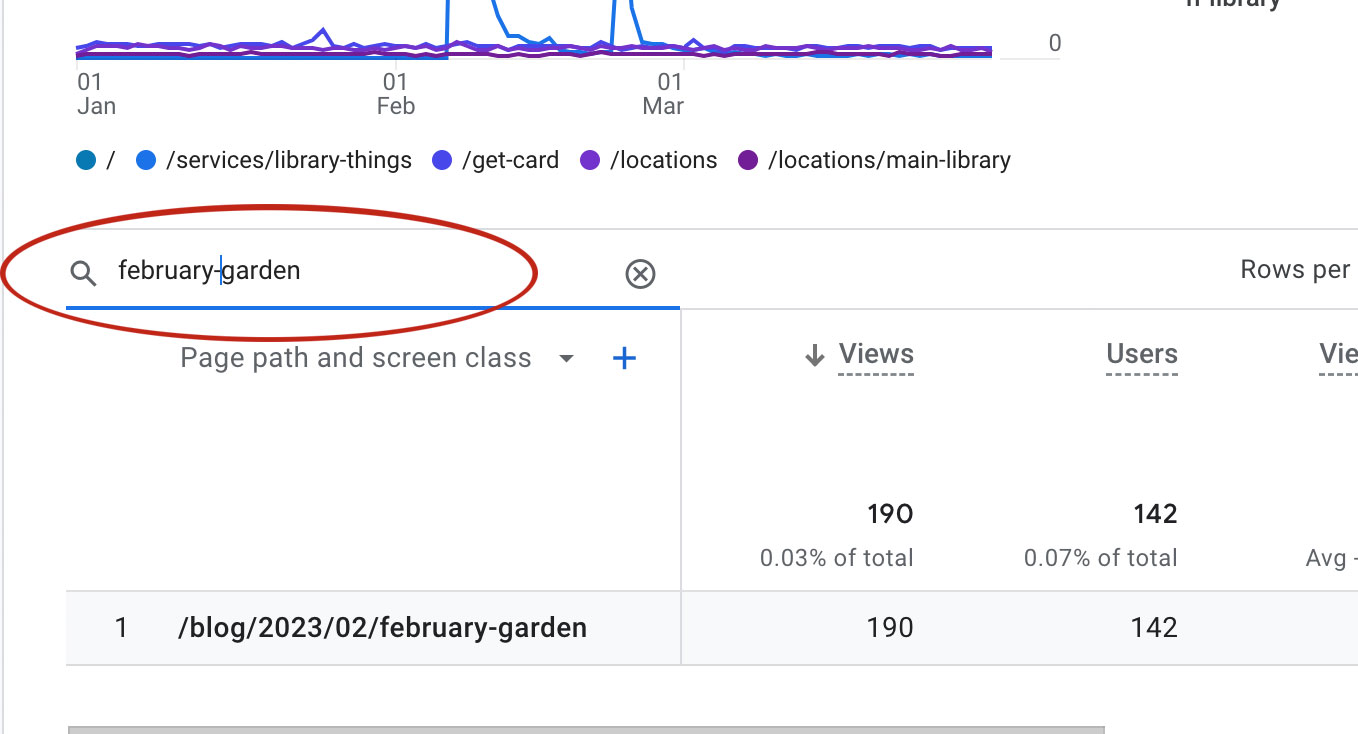 0
01 01 01
Jan Feb Mar
/ /services/library-things /get-card /locations /locations/main-library
february-garden
Rows per
Page path and screen class + Views Users Vie
190 142
0.03% of total 0.07% of total Avg
1 /blog/2023/02/february-garden 190 142